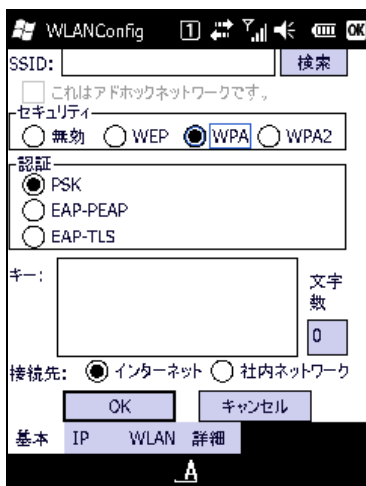 WLANConfig 1 OK
SSID: 検索
これはアドホックネットワークです。
セキュリティ
無効 WEP WPA WPA2
認証
PSK
EAP-PEAP
EAP-TLS
キー: 文字
数
0
接続先: インターネット 社内ネットワーク
OK キャンセル
基本 IP WLAN 詳細
A